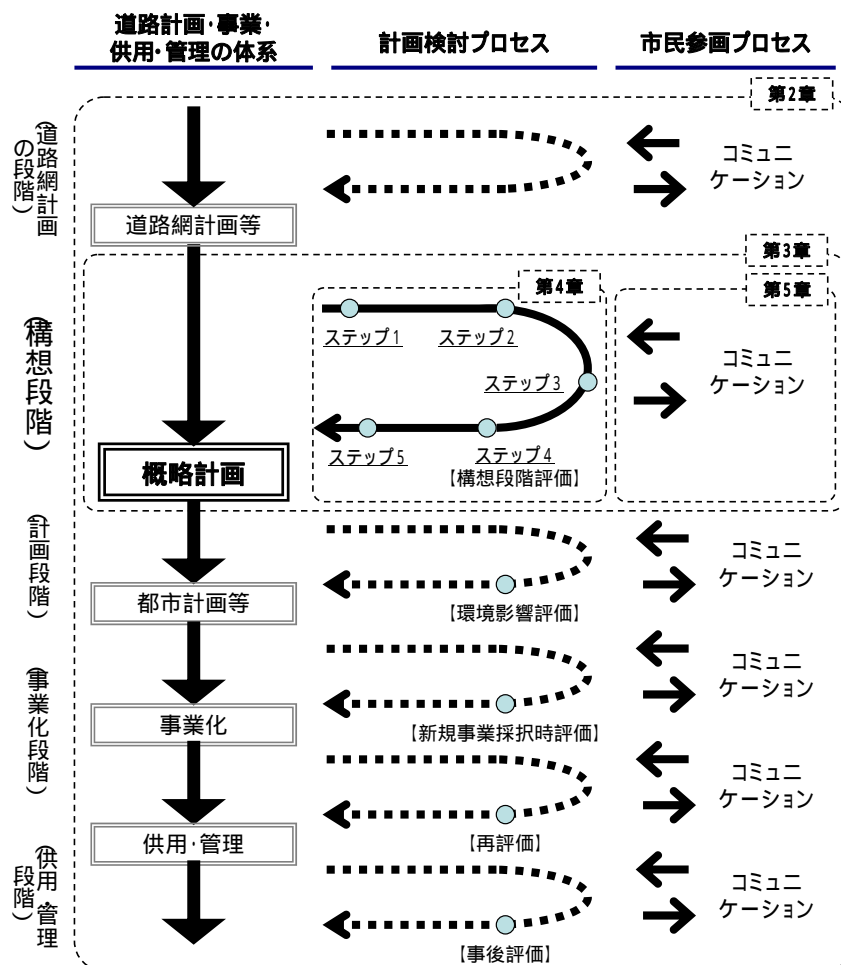 道路計画・事業・
供用・管理の体系
計画検討プロセス
市民参画プロセス
第2章
(道路網計画
の段階)
コミュニ
ケーション
道路網計画等
第3章
(構想段階)
第4章
第5章
ステップ1
ステップ2
ステップ3
コミュニ
ケーション
ステップ5
ステップ4
【構想段階評価】
概略計画
(計画段階)
コミュニ
ケーション
都市計画等
【環境影響評価】
(事業化段階)
コミュニ
ケーション
事業化
【新規事業採択時評価】
コミュニ
ケーション
供用・管理
【再評価】
(供用・管理
段階)
コミュニ
ケーション
【事後評価】